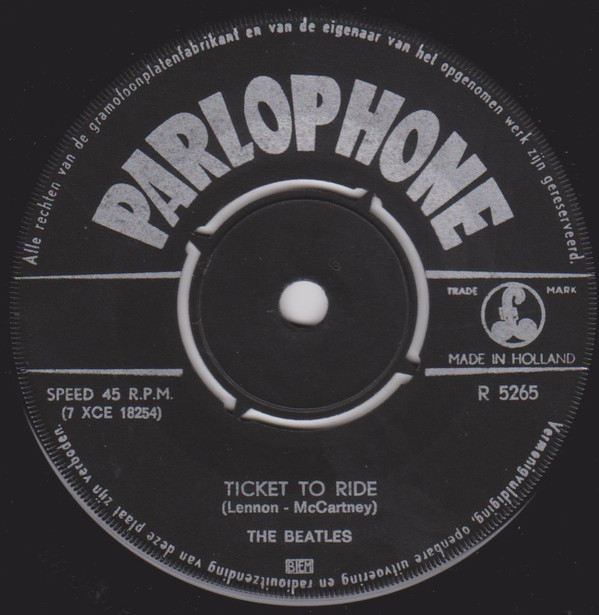 Alle rechten van de gramofoonplatenfabrikant en van de eigenaar van het opgenomen werk zijn gereserveerd.
PARLOPHONE
TRADE MARK
MADE IN HOLLAND
SPEED 45 R.P.M.
(7 XCE 18254)
R 5265
TICKET TO RIDE
(Lennon - McCartney)
THE BEATLES
BIEM
Vermenigvuldiging, openbare uitvoering en radiouitzending van deze plaat zijn verboden.